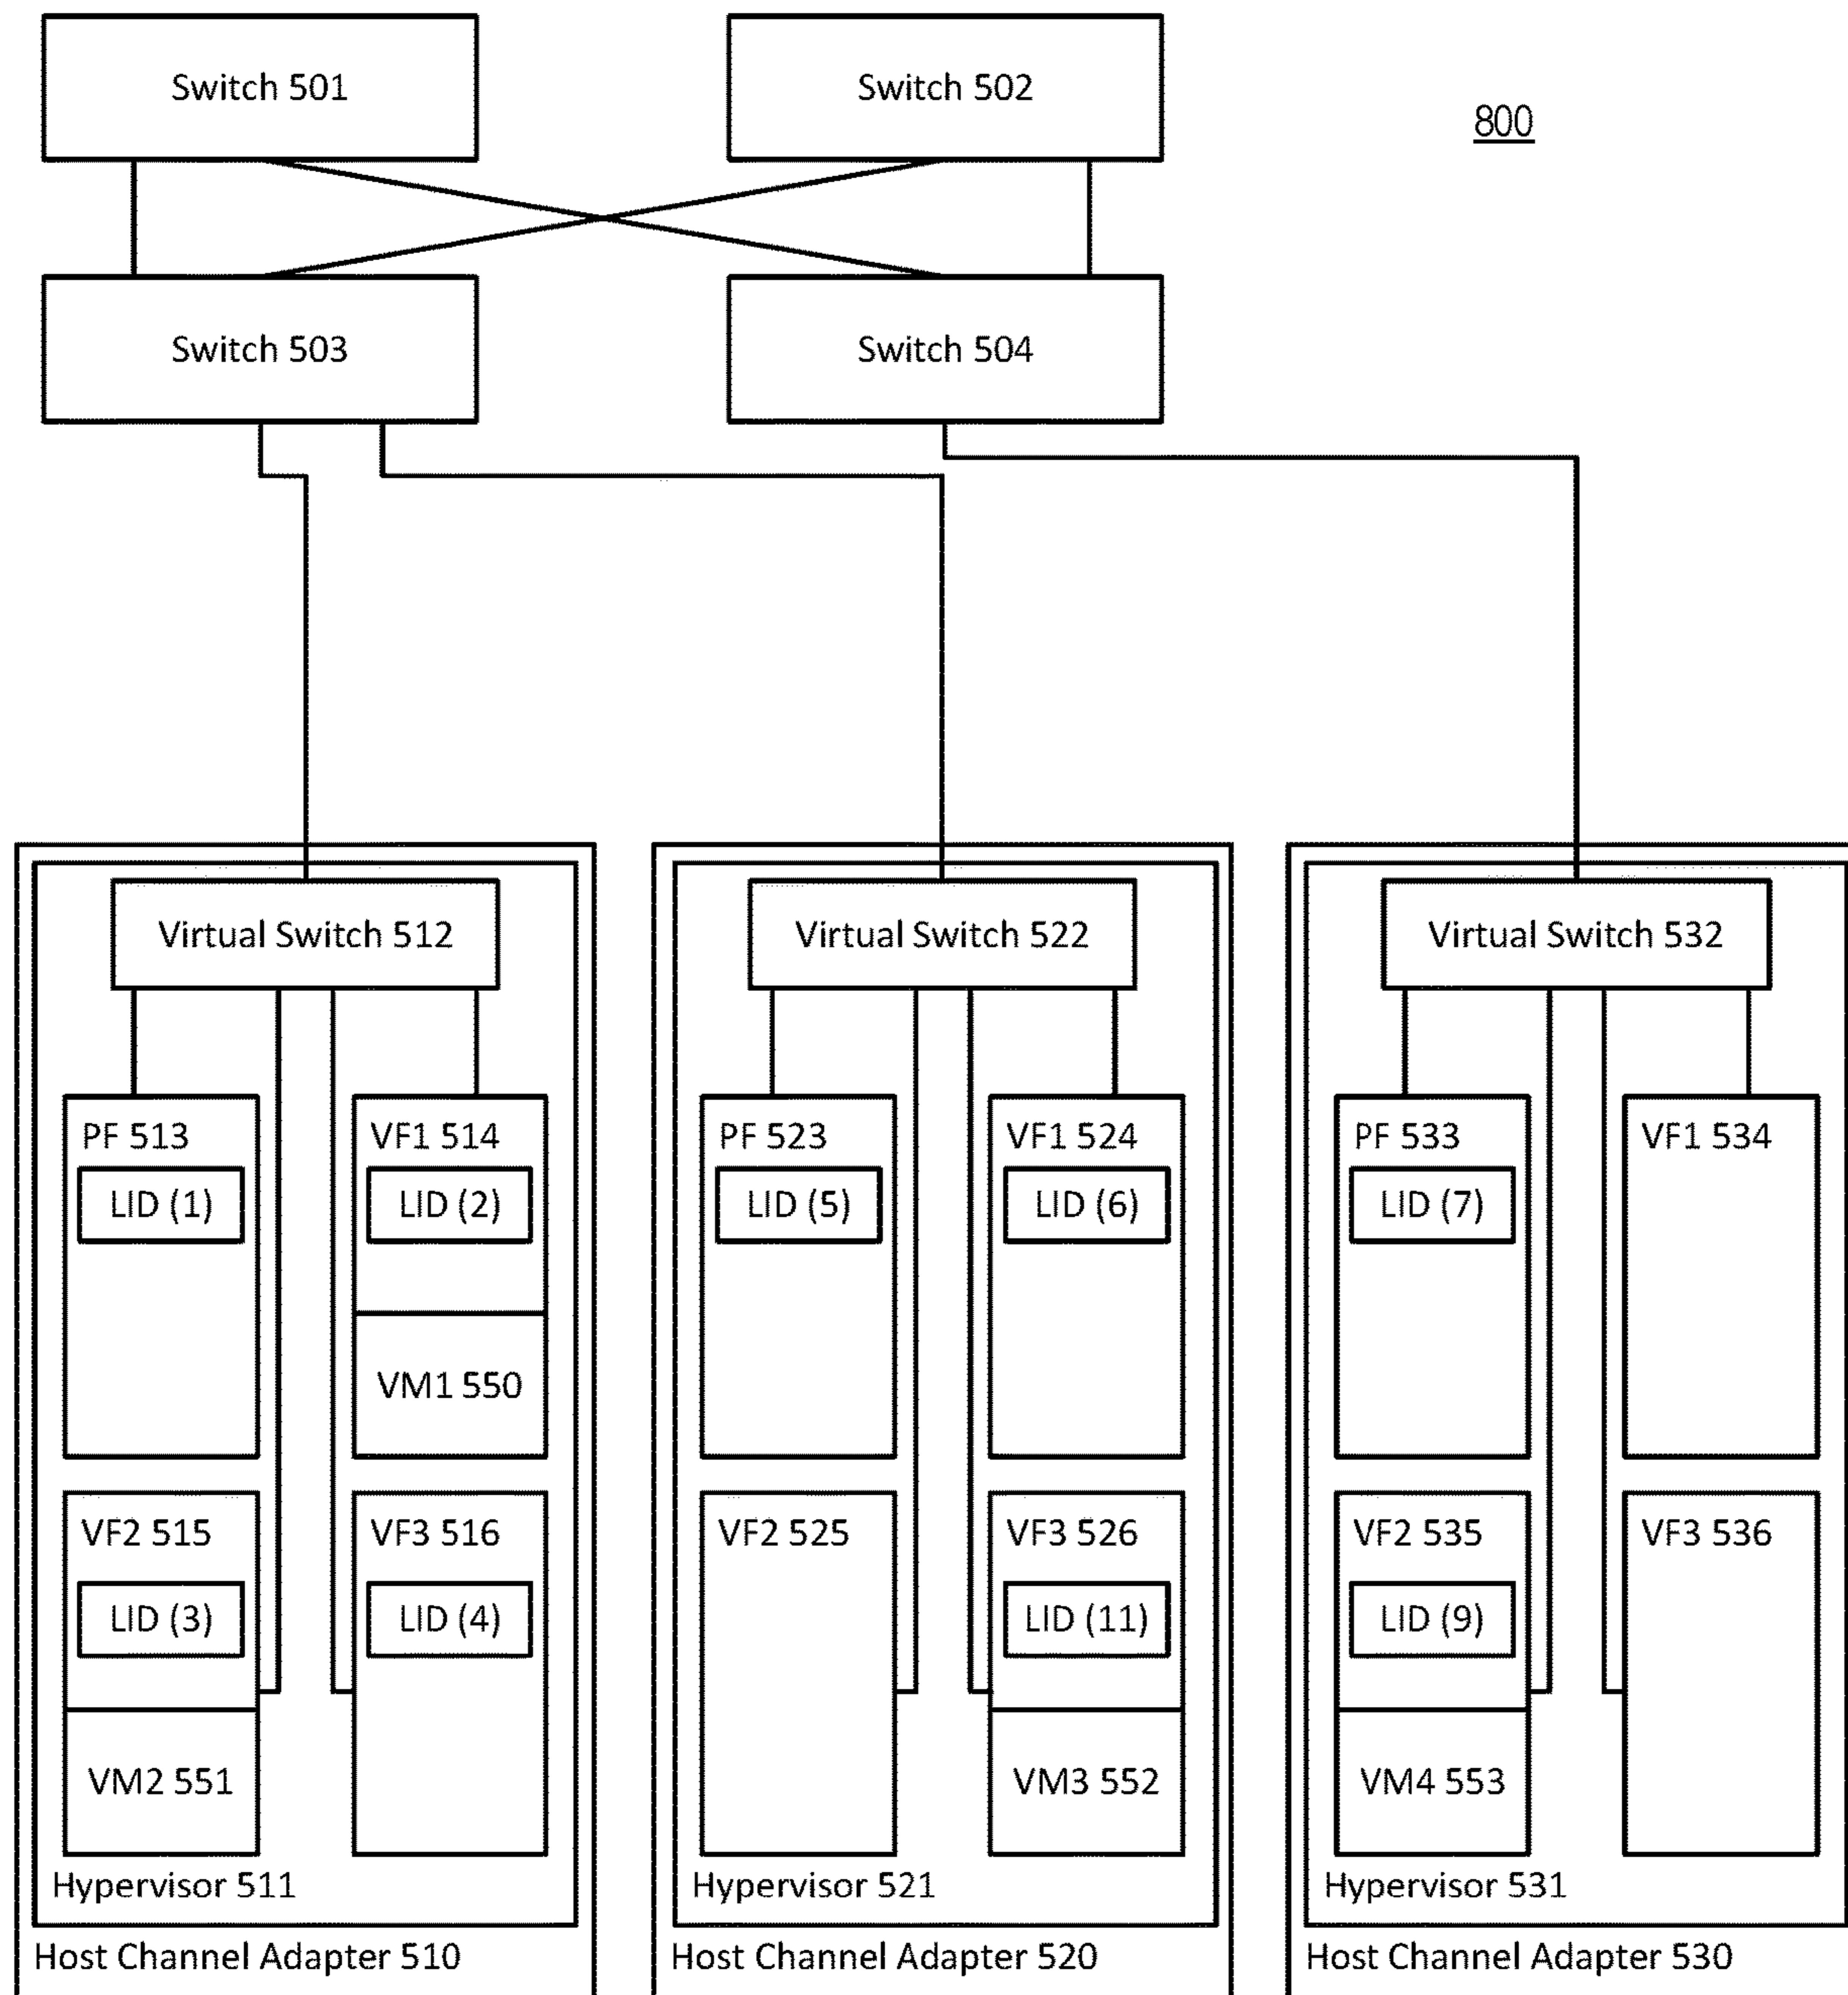 Switch 501
Switch 502
800
Switch 503
Switch 504
Virtual Switch 512
PF 513
LID (1)
VF1 514
LID (2)
VM1 550
VF2 515
LID (3)
VM2 551
VF3 516
LID (4)
Hypervisor 511
Host Channel Adapter 510
Virtual Switch 522
PF 523
LID (5)
VF1 524
LID (6)
VF2 525
VF3 526
LID (11)
VM3 552
Hypervisor 521
Host Channel Adapter 520
Virtual Switch 532
PF 533
LID (7)
VF1 534
VF2 535
LID (9)
VM4 553
VF3 536
Hypervisor 531
Host Channel Adapter 530